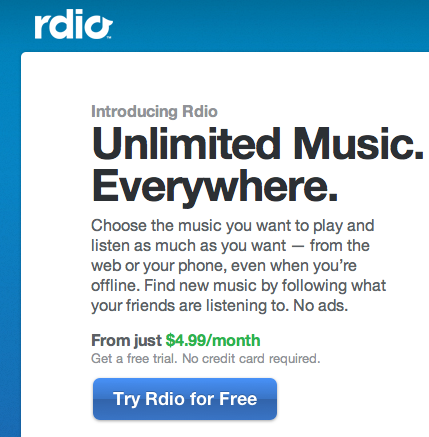 rdio™
Introducing Rdio
Unlimited Music.
Everywhere.
Choose the music you want to play and
listen as much as you want — from the
web or your phone, even when you’re
offline. Find new music by following what
your friends are listening to. No ads.
From just $4.99/month
Get a free trial. No credit card required.
Try Rdio for Free